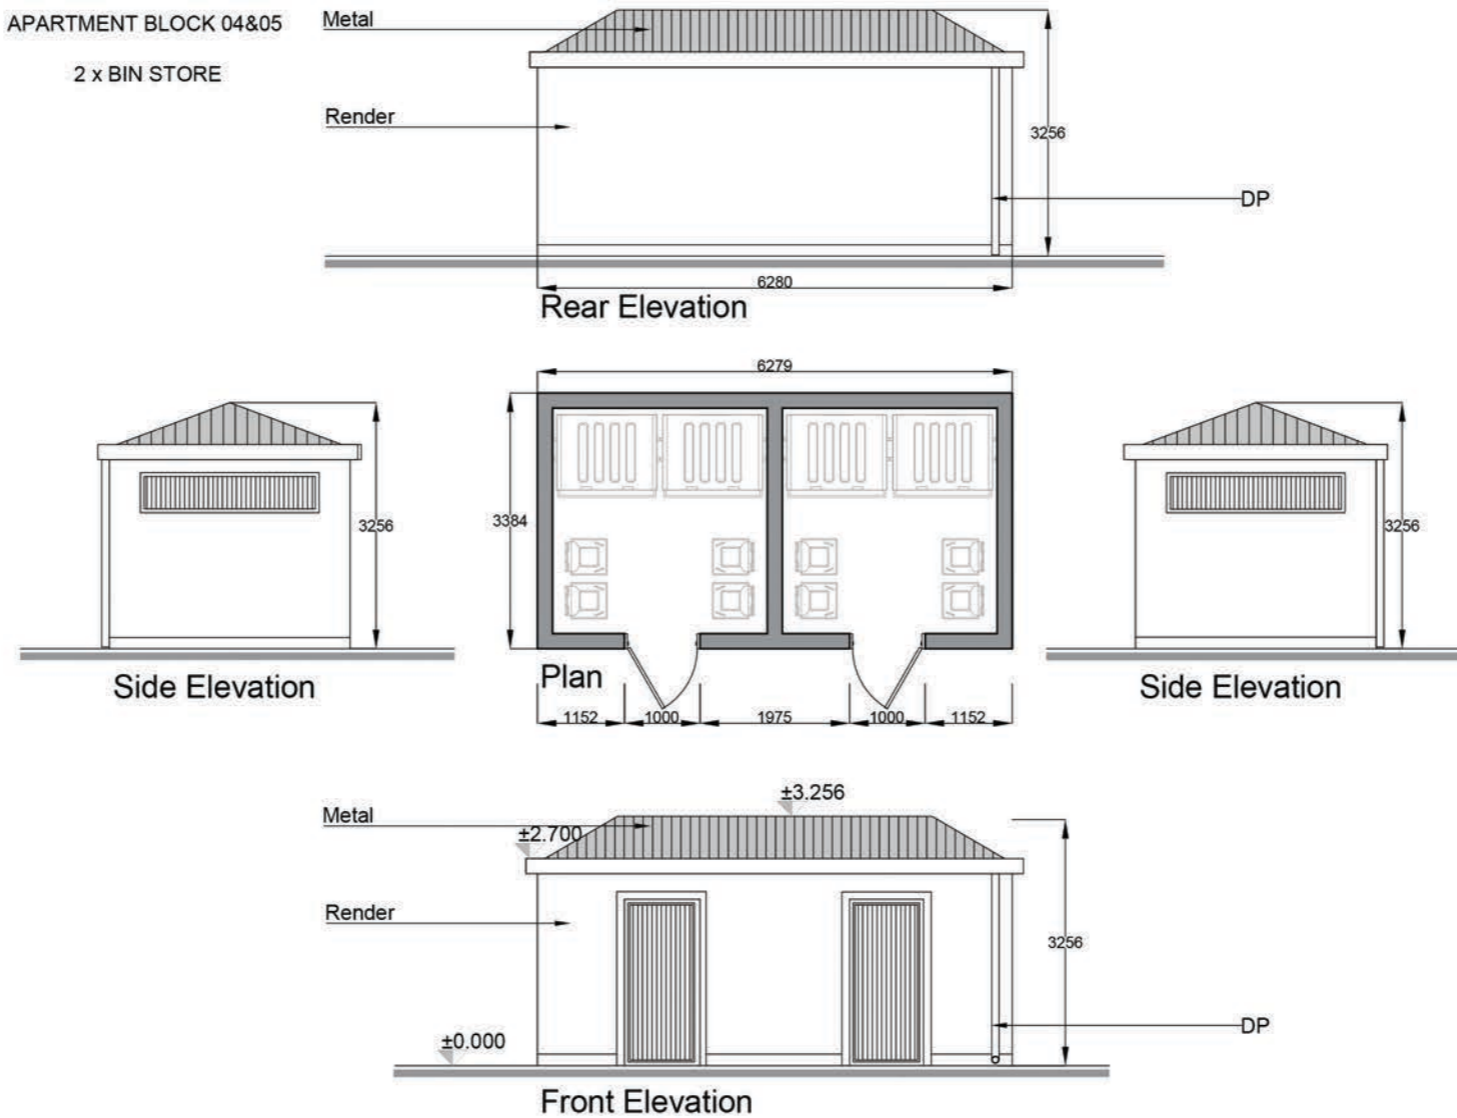 APARTMENT BLOCK 04&05
2 x BIN STORE
Metal
Render
3256
DP
6280
Rear Elevation
6279
3384
3256
3256
Side Elevation
Plan
Side Elevation
1152
1000
1975
1000
1152
±3.256
Metal
±2.700
Render
3256
±0.000
DP
Front Elevation